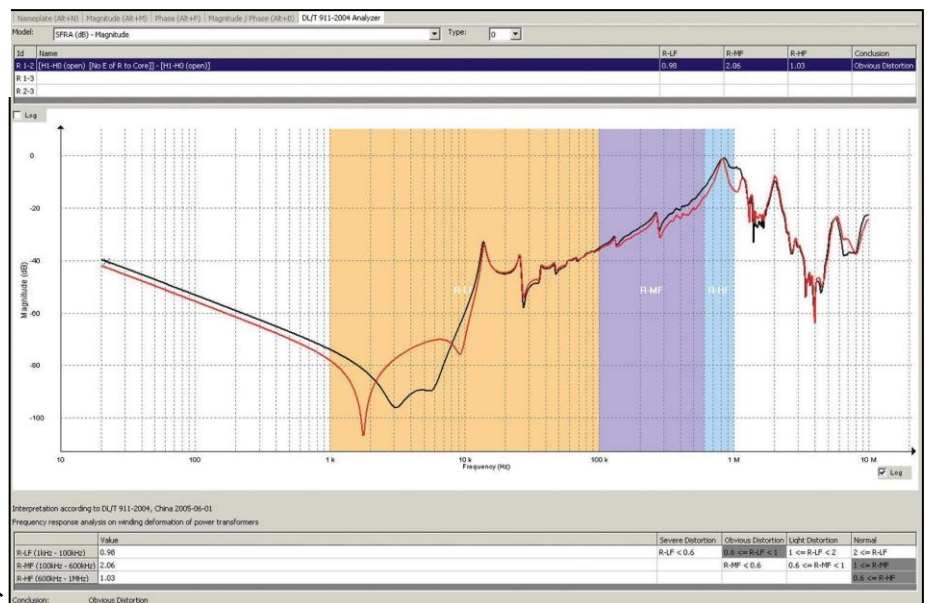 Nameplate (Alt+N) Magnitude (Alt+M) Phase (Alt+P) Magnitude / Phase (Alt+B) DL/T 911-2004 Analyzer
Model: SFRA (dB) - Magnitude Type: 0
Id Name R-LF R-MF R-HF Conclusion
R 1-2 [H1-H0 (open) [No E of R to Core]] - [H1-H0 (open)] 0.98 2.06 1.03 Obvious Distortion
R 1-3
R 2-3
Log
0
-20
-40
-60
-80
-100
Magnitude (dB)
R-LF R-MF R-HF
10 100 1 k 10 k 100 k 1 M 10 M
Frequency (Hz)
Log
Interpretation according to DL/T 911-2004, China 2005-06-01
Frequency response analysis on winding deformation of power transformers
Value Severe Distortion Obvious Distortion Light Distortion Normal
R-LF (1kHz - 100kHz) 0.98 R-LF < 0.6 0.6 <= R-LF < 1 1 <= R-LF < 2 2 <= R-LF
R-MF (100kHz - 600kHz) 2.06 R-MF < 0.6 0.6 <= R-MF < 1 1 <= R-MF
R-HF (600kHz - 1MHz) 1.03 0.6 <= R-HF
Conclusion: Obvious Distortion